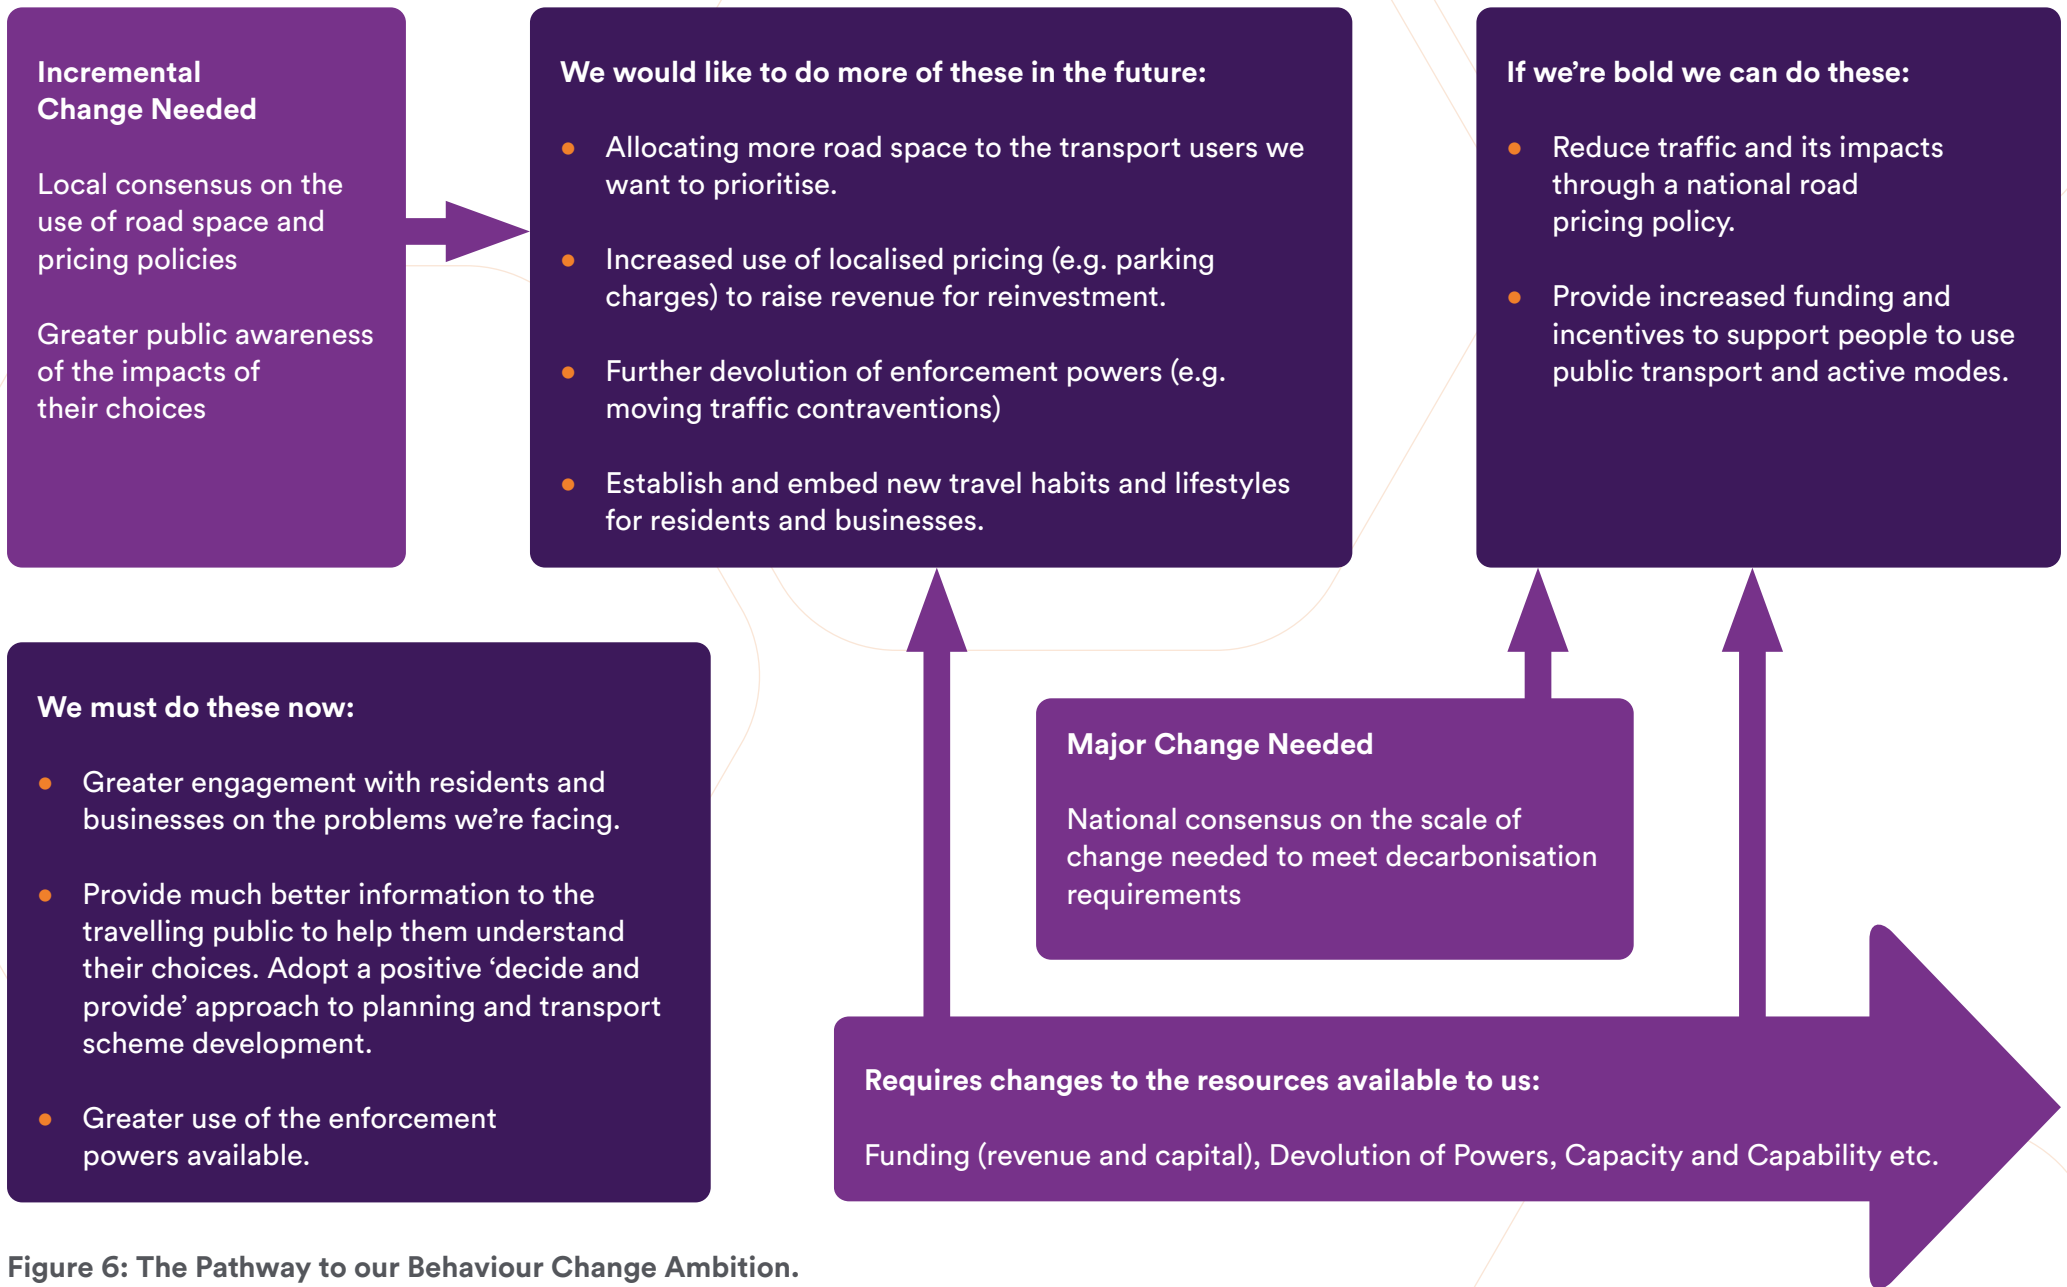 Incremental
Change Needed
Local consensus on the
use of road space and
pricing policies
Greater public awareness
of the impacts of
their choices
We would like to do more of these in the future:
• Allocating more road space to the transport users we
want to prioritise.
• Increased use of localised pricing (e.g. parking
charges) to raise revenue for reinvestment.
• Further devolution of enforcement powers (e.g.
moving traffic contraventions)
• Establish and embed new travel habits and lifestyles
for residents and businesses.
If we’re bold we can do these:
• Reduce traffic and its impacts
through a national road
pricing policy.
• Provide increased funding and
incentives to support people to use
public transport and active modes.
We must do these now:
• Greater engagement with residents and
businesses on the problems we’re facing.
• Provide much better information to the
travelling public to help them understand
their choices. Adopt a positive ‘decide and
provide’ approach to planning and transport
scheme development.
• Greater use of the enforcement
powers available.
Major Change Needed
National consensus on the scale of
change needed to meet decarbonisation
requirements
Requires changes to the resources available to us:
Funding (revenue and capital), Devolution of Powers, Capacity and Capability etc.
Figure 6: The Pathway to our Behaviour Change Ambition.